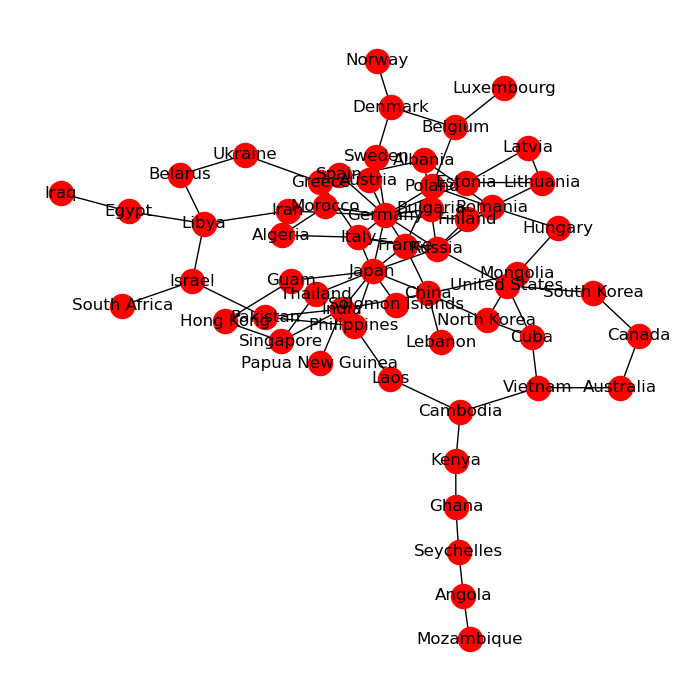 Norway
Luxembourg
Denmark
Belgium
Latvia
Ukraine
Sweden
Albania
Belarus
Spain
Austria
Greece
Poland
Estonia
Lithuania
Iraq
Egypt
Iran
Morocco
Bulgaria
Romania
Libya
Germany
Finland
Hungary
Algeria
Italy
France
Russia
Japan
Mongolia
Israel
Guam
United States
Thailand
China
South Korea
South Africa
Solomon Islands
India
Hong Kong
Pakistan
Philippines
North Korea
Singapore
Lebanon
Cuba
Canada
Papua New Guinea
Laos
Vietnam
Australia
Cambodia
Kenya
Ghana
Seychelles
Angola
Mozambique